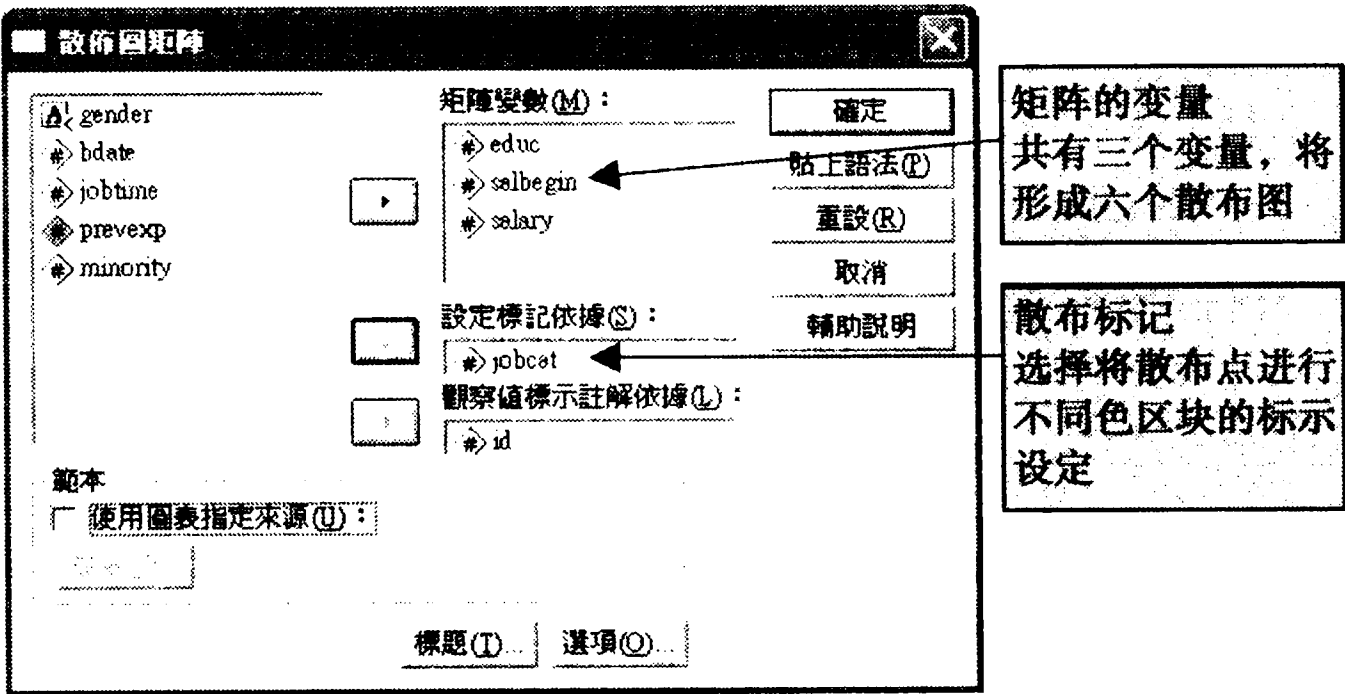 散佈圖矩陣
gender
bdate
jobtime
prevexp
minority
矩陣變數(M)：
educ
salbegin
salary
設定標記依據(S)：
jobcat
觀察值標示註解依據(L)：
id
範本
使用圖表指定來源(U)：
標題(T)...
選項(O)...
確定
貼上語法(P)
重設(R)
取消
輔助説明
矩阵的变量
共有三个变量，将
形成六个散布图
散布标记
选择将散布点进行
不同色区块的标示
设定